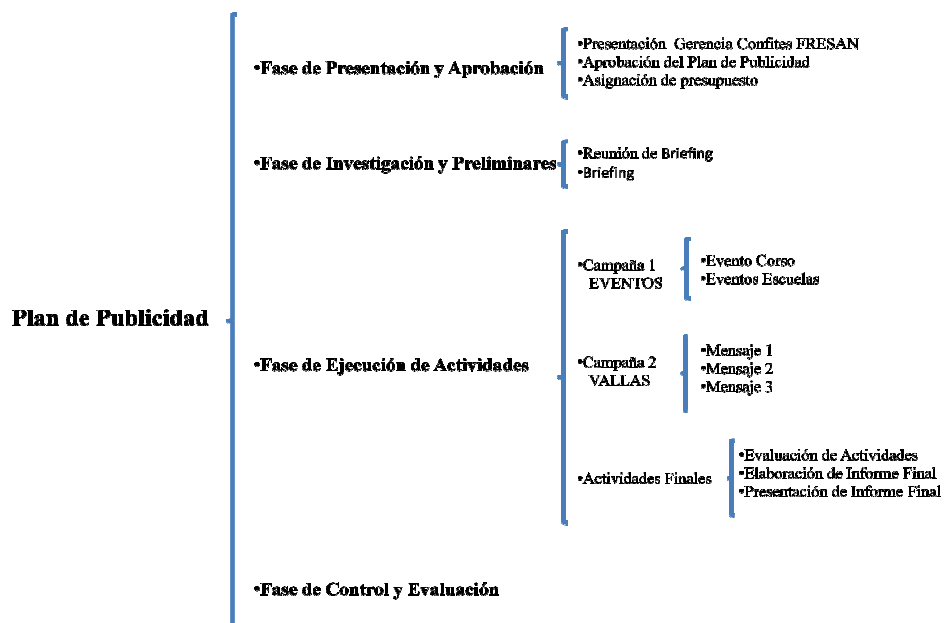 Plan de Publicidad
•Fase de Presentación y Aprobación
•Presentación  Gerencia Confites FRESAN
•Aprobación del Plan de Publicidad
•Asignación de presupuesto
•Fase de Investigación y Preliminares
•Reunión de Briefing
•Briefing
•Fase de Ejecución de Actividades
•Campaña 1
EVENTOS
•Evento Corso
•Eventos Escuelas
•Campaña 2
VALLAS
•Mensaje 1
•Mensaje 2
•Mensaje 3
•Actividades Finales
•Evaluación de Actividades
•Elaboración de Informe Final
•Presentación de Informe Final
•Fase de Control y Evaluación